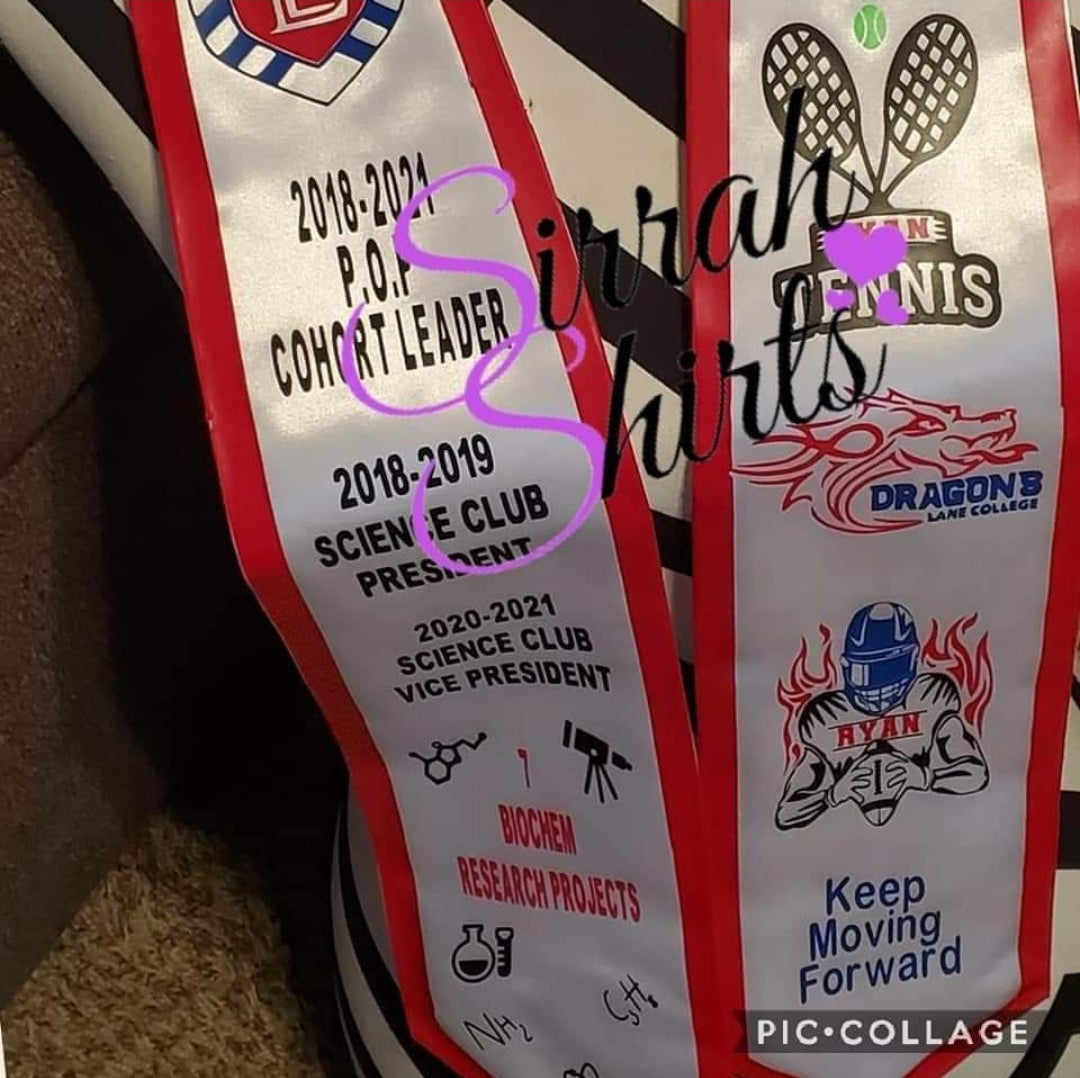 2018-2021
P.O.P
COHORT LEADER
2018-2019
SCIENCE CLUB
PRESIDENT
2020-2021
SCIENCE CLUB
VICE PRESIDENT
BIOCHEM
RESEARCH PROJECTS
NH2
RYAN
TENNIS
DRAGONS
LANE COLLEGE
RYAN
1
Keep
Moving
Forward
Sirrah
Shirts
PIC•COLLAGE